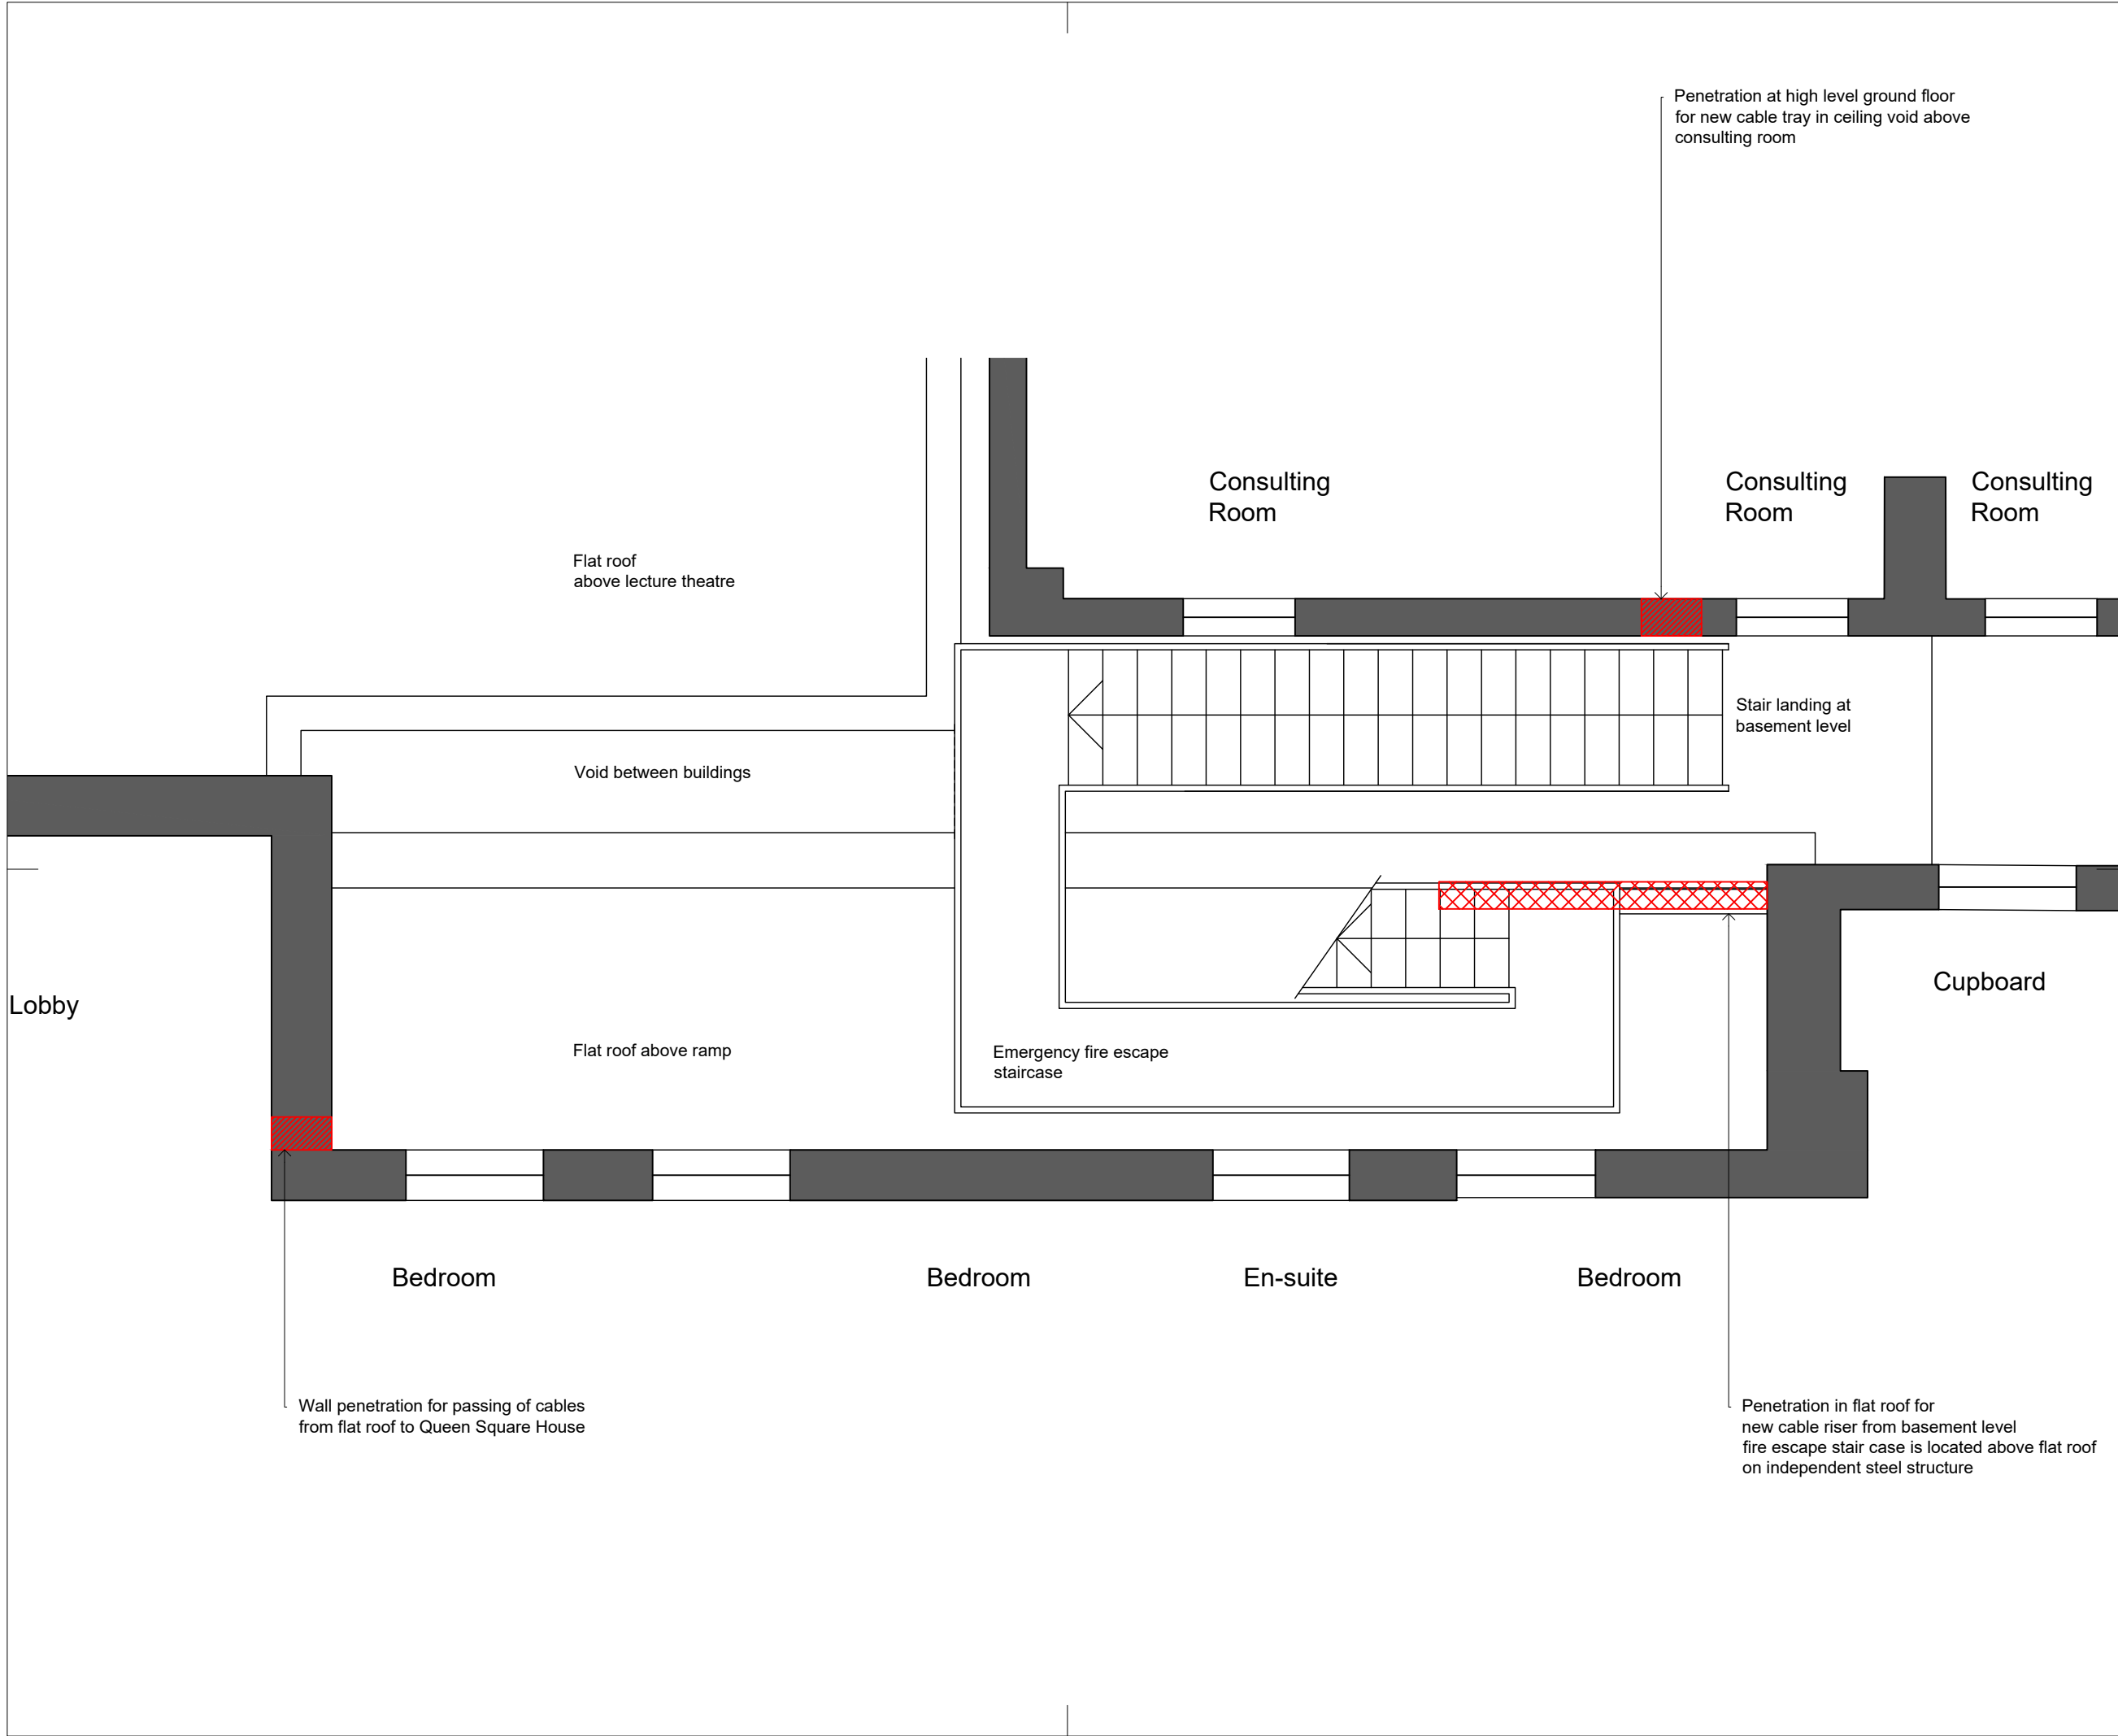 Penetration at high level ground floor
for new cable tray in ceiling void above
consulting room
Consulting
Room
Consulting
Room
Consulting
Room
Flat roof
above lecture theatre
Stair landing at
basement level
Void between buildings
Cupboard
Lobby
Flat roof above ramp
Emergency fire escape
staircase
Bedroom
Bedroom
En-suite
Bedroom
Wall penetration for passing of cables
from flat roof to Queen Square House
Penetration in flat roof for
new cable riser from basement level
fire escape stair case is located above flat roof
on independent steel structure